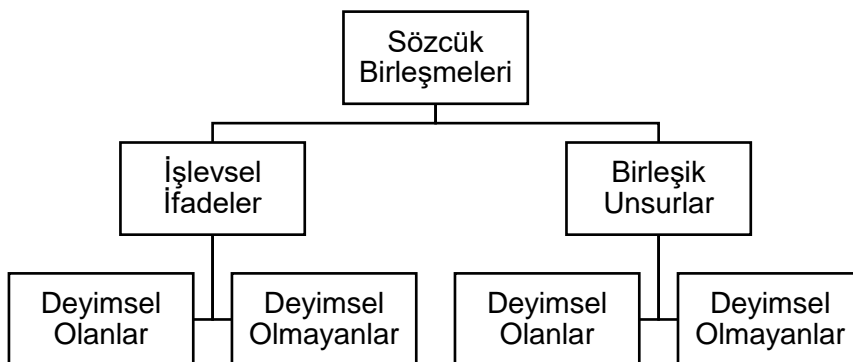 Sözcük
Birleşmeleri
İşlevsel
İfadeler
Birleşik
Unsurlar
Deyimsel
Olanlar
Deyimsel
Olmayanlar
Deyimsel
Olanlar
Deyimsel
Olmayanlar